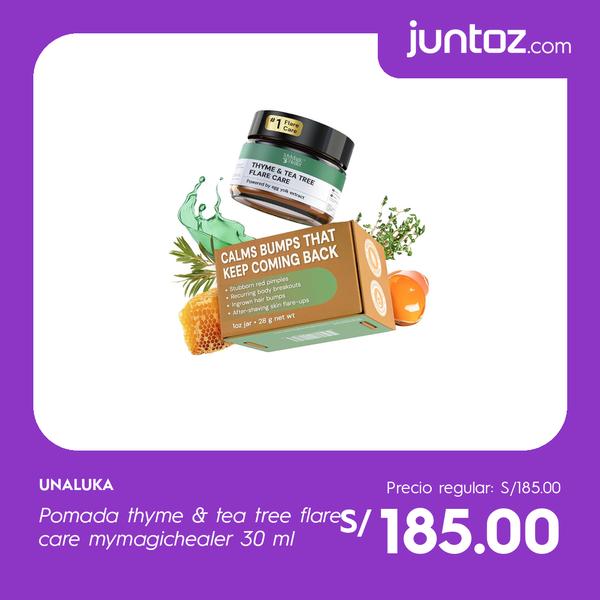 juntoz.com
#1 Flare
Care
THYME & TEA TREE
FLARE CARE
Powered by egg yolk extract
CALMS BUMPS THAT
KEEP COMING BACK
• Stubborn red pimples
• Recurring body breakouts
• Ingrown hair bumps
• After-shaving skin flare-ups
1oz jar • 28 g net wt
UNALUKA
Pomada thyme & tea tree flare
care mymagichealer 30 ml
Precio regular: S/185.00
S/ 185.00